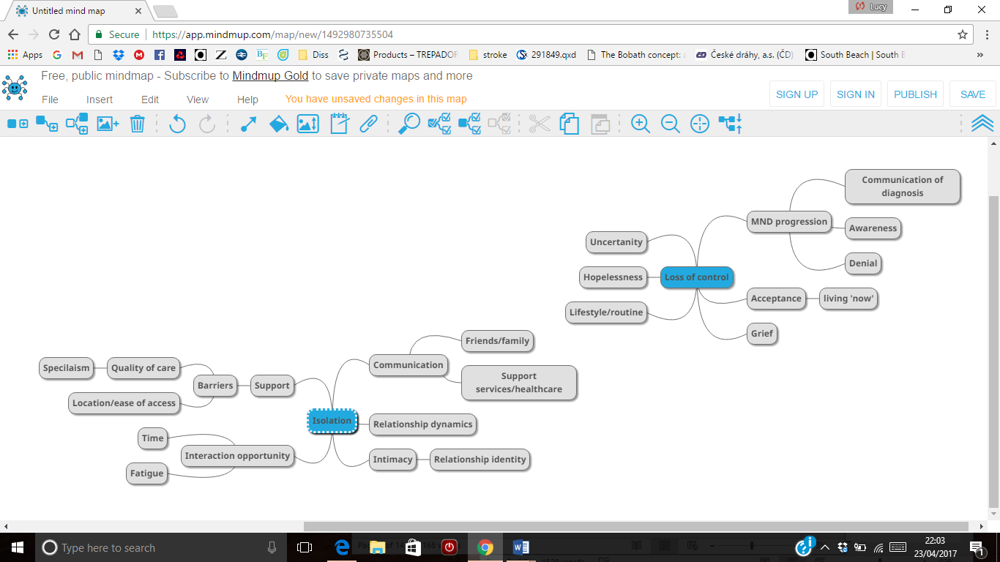 Untitled mind map
Lucy
Secure
https://app.mindmup.com/map/new/1492980735504
Apps
Diss
Products – TREPADOR
stroke
291849.qxd
The Bobath concept:
České dráhy, a.s. (ČD)
South Beach | South B
»
Free, public mindmap - Subscribe to Mindmup Gold to save private maps and more
File Insert Edit View Help You have unsaved changes in this map
SIGN UP SIGN IN PUBLISH SAVE
Communication of
diagnosis
MND progression
Awareness
Denial
Uncertanity
Hopelessness
Loss of control
Lifestyle/routine
Acceptance
living 'now'
Grief
Friends/family
Communication
Support
services/healthcare
Specilaism
Quality of care
Barriers
Support
Location/ease of access
Isolation
Relationship dynamics
Time
Interaction opportunity
Fatigue
Intimacy
Relationship identity
Type here to search
22:03
23/04/2017